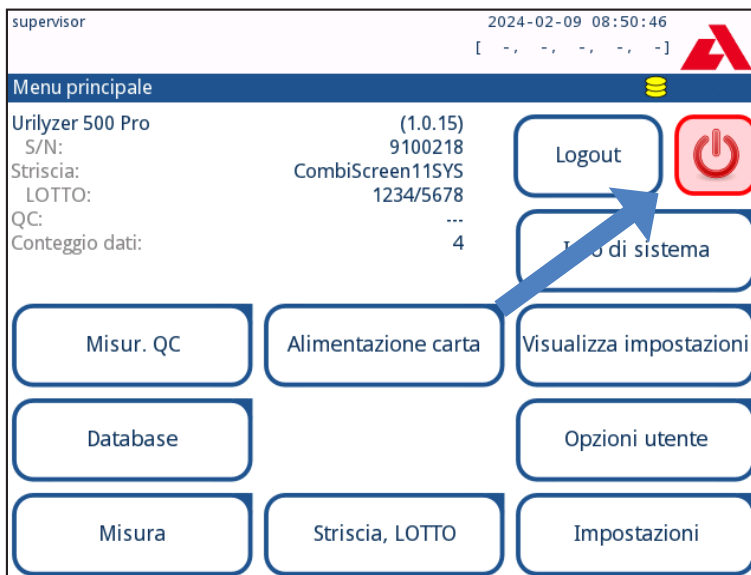 supervisor
2024-02-09 08:50:46
[ -, -, -, -, -]
Menu principale
Urilyzer 500 Pro (1.0.15)
S/N: 9100218
Striscia: CombiScreen11SYS
LOTTO: 1234/5678
QC: ---
Conteggio dati: 4
Logout
di sistema
Misur. QC
Alimentazione carta
Visualizza impostazioni
Database
Opzioni utente
Misura
Striscia, LOTTO
Impostazioni